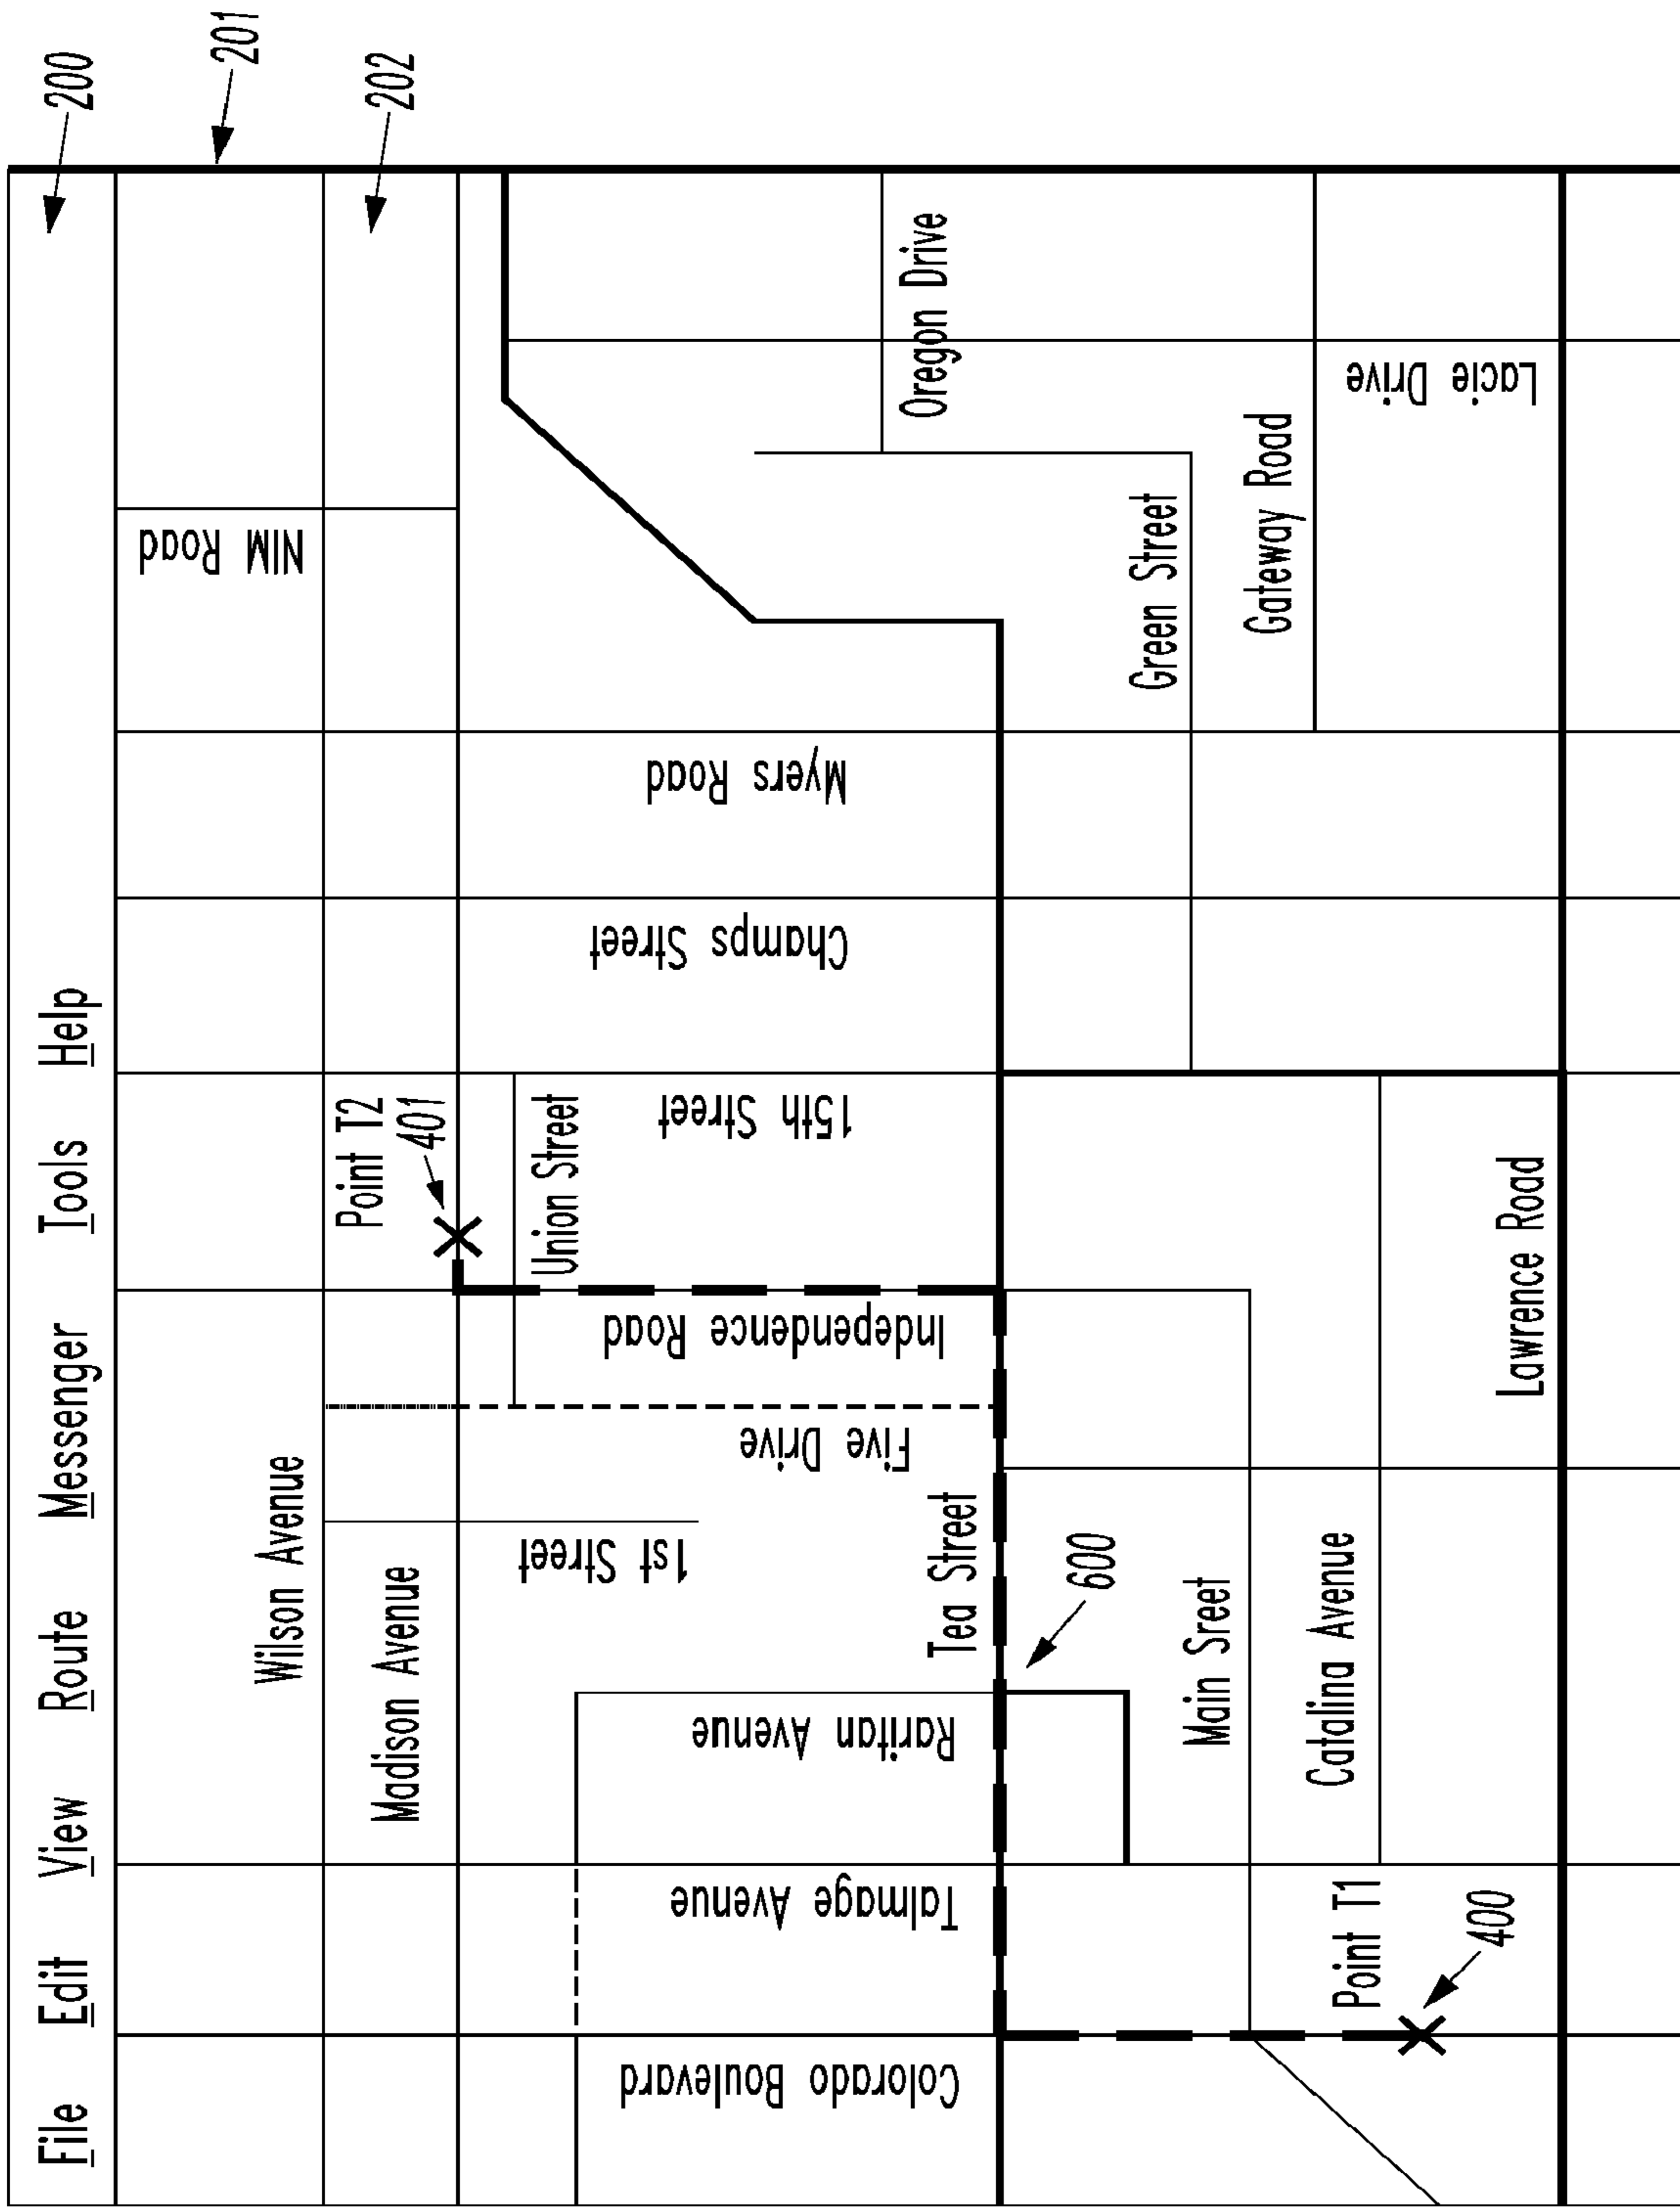 File Edit View Route Messenger Tools Help
200
201
202
Wilson Avenue
NIM Road
Madison Avenue
Point T2
401
1st Street
Union Street
Five Drive
Independence Road
15th Street
Champs Street
Myers Road
Oregon Drive
Colorado Boulevard
Talmage Avenue
Raritan Avenue
Tea Street
600
Green Street
Main Sreet
Gateway Road
Catalina Avenue
Point T1
400
Lacie Drive
Lawrence Road